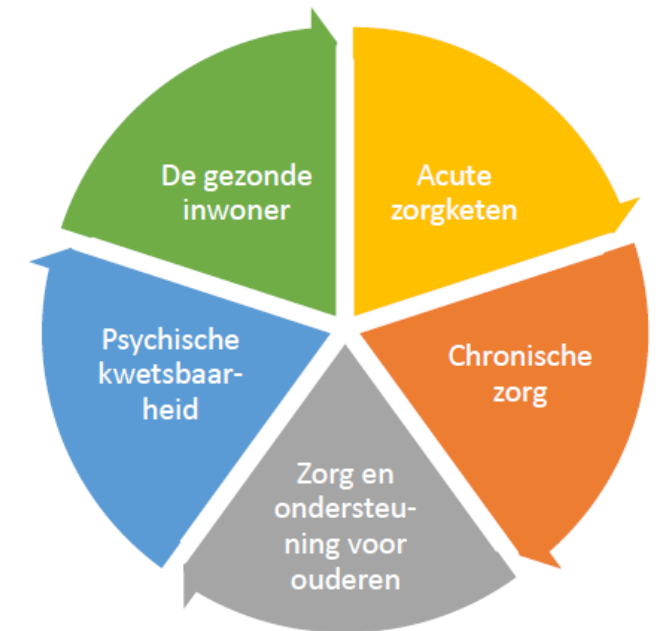 De gezonde
inwoner
Acute
zorgketen
Chronische
zorg
Zorg en
ondersteu-
ning voor
ouderen
Psychische
kwetsbaar-
heid